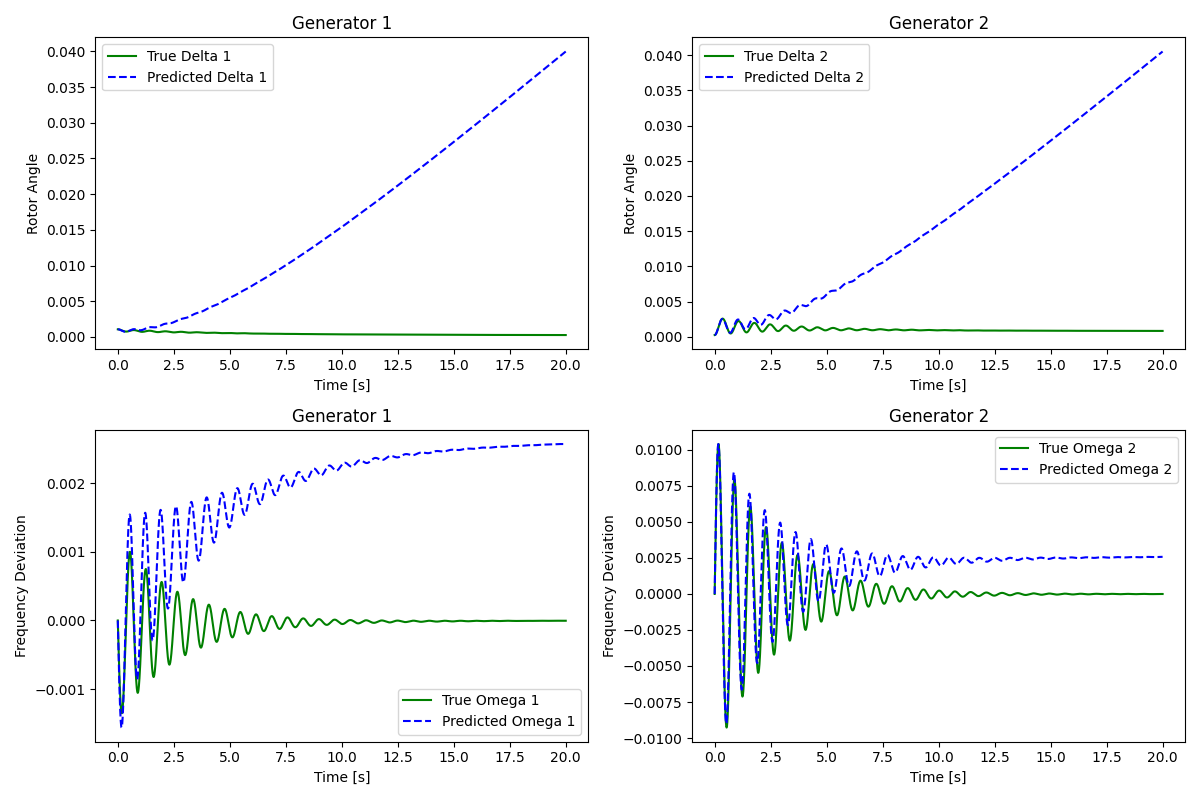 Generator 1
True Delta 1
Predicted Delta 1
Rotor Angle
0.040
0.035
0.030
0.025
0.020
0.015
0.010
0.005
0.000
0.0 2.5 5.0 7.5 10.0 12.5 15.0 17.5 20.0
Time [s]
Generator 2
True Delta 2
Predicted Delta 2
Rotor Angle
0.040
0.035
0.030
0.025
0.020
0.015
0.010
0.005
0.000
0.0 2.5 5.0 7.5 10.0 12.5 15.0 17.5 20.0
Time [s]
Generator 1
Frequency Deviation
0.002
0.001
0.000
−0.001
True Omega 1
Predicted Omega 1
0.0 2.5 5.0 7.5 10.0 12.5 15.0 17.5 20.0
Time [s]
Generator 2
True Omega 2
Predicted Omega 2
Frequency Deviation
0.0100
0.0075
0.0050
0.0025
0.0000
−0.0025
−0.0050
−0.0075
−0.0100
0.0 2.5 5.0 7.5 10.0 12.5 15.0 17.5 20.0
Time [s]